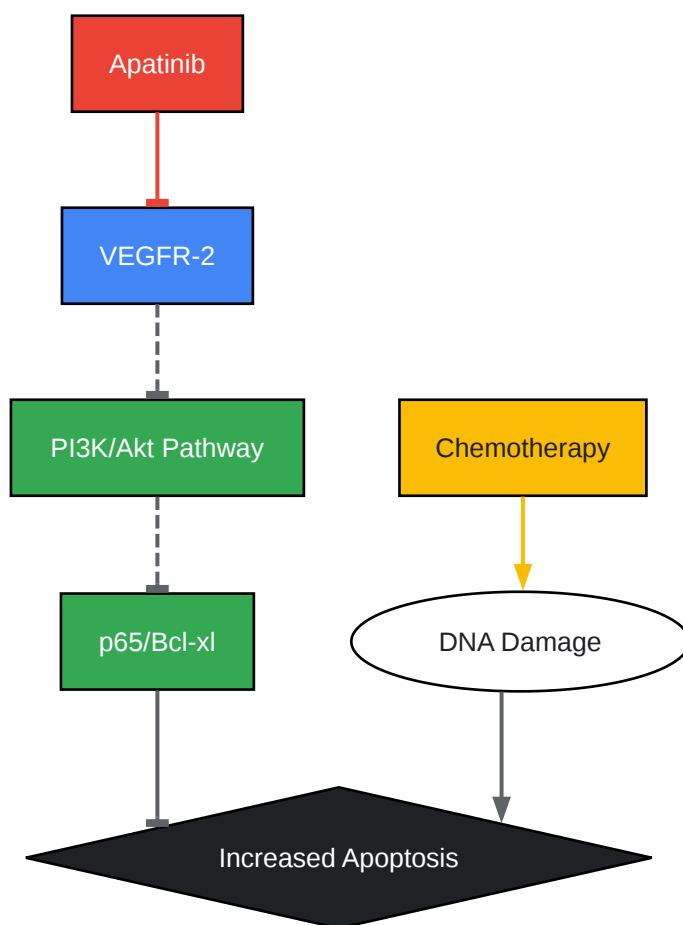 Apatinib
VEGFR-2
PI3K/Akt Pathway
Chemotherapy
p65/Bcl-xl
DNA Damage
Increased Apoptosis